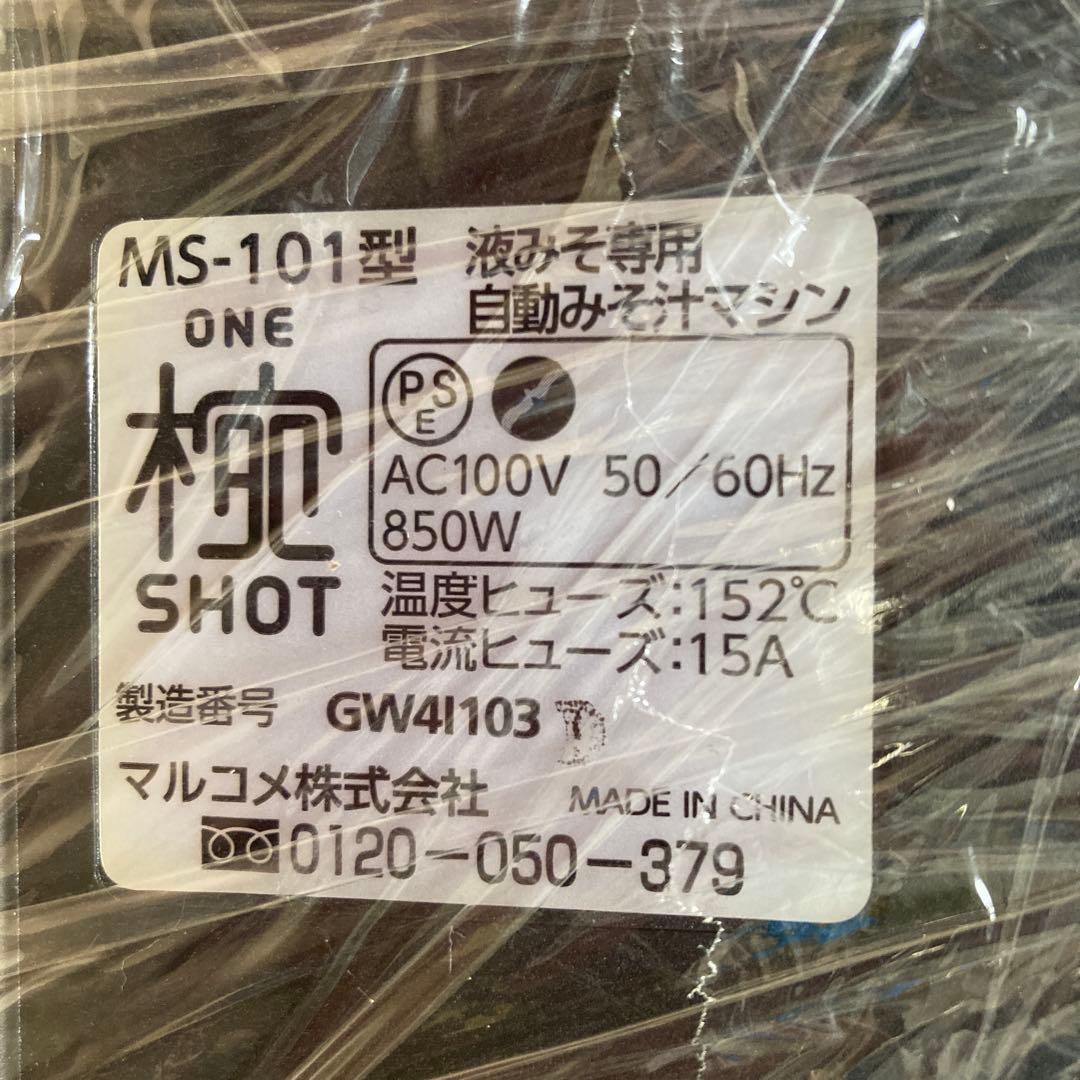 MS-101型
液みそ専用
自動みそ汁マシン
ONE
椀
SHOT
PSE
AC100V 50/60Hz
850W
温度ヒューズ:152℃
電流ヒューズ:15A
製造番号 GW4I103 D
マルコメ株式会社 MADE IN CHINA
0120-050-379